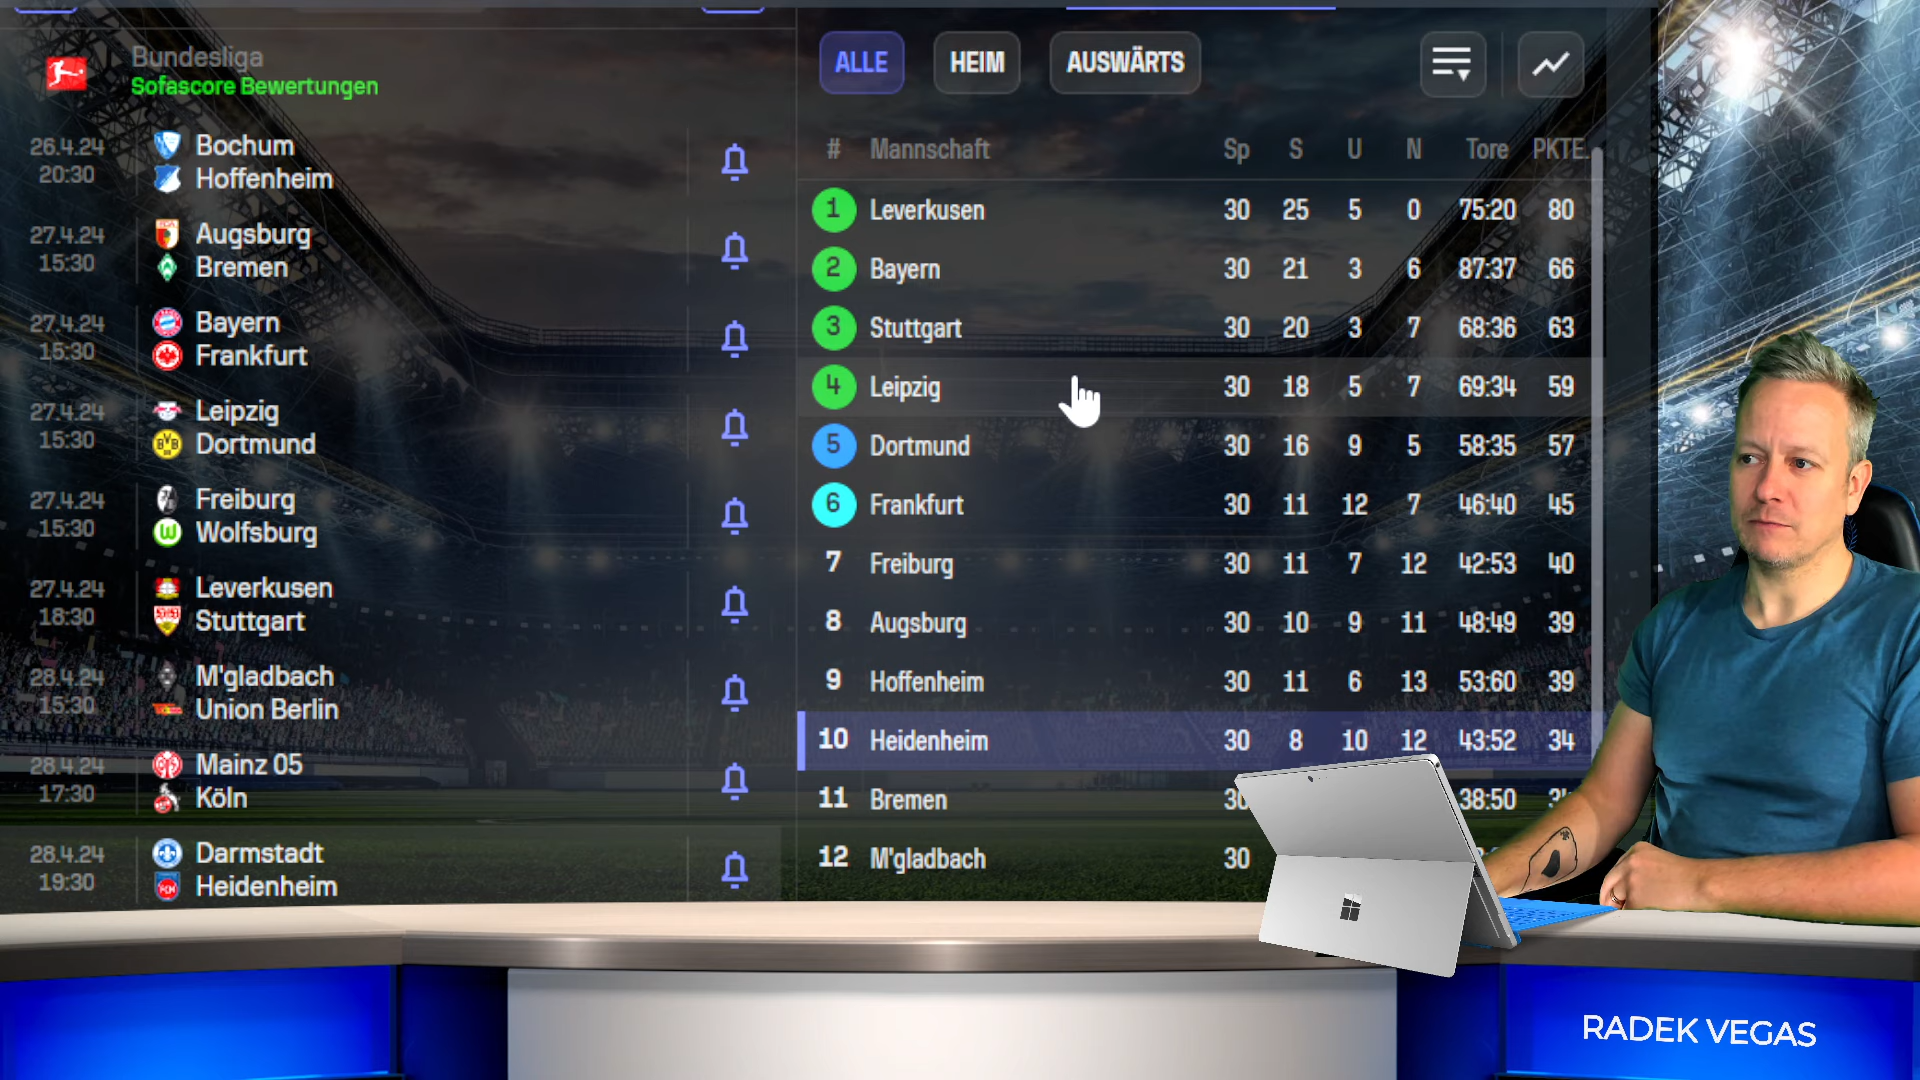 Bundesliga
Sofascore Bewertungen
26.4.24 Bochum
20:30 Hoffenheim
27.4.24 Augsburg
15:30 Bremen
27.4.24 Bayern
15:30 Frankfurt
27.4.24 Leipzig
15:30 Dortmund
27.4.24 Freiburg
15:30 Wolfsburg
27.4.24 Leverkusen
18:30 Stuttgart
28.4.24 M'gladbach
15:30 Union Berlin
28.4.24 Mainz 05
17:30 Köln
28.4.24 Darmstadt
19:30 Heidenheim
ALLE HEIM AUSWÄRTS
# Mannschaft Sp S U N Tore PKTE.
1 Leverkusen 30 25 5 0 75:20 80
2 Bayern 30 21 3 6 87:37 66
3 Stuttgart 30 20 3 7 68:36 63
4 Leipzig 30 18 5 7 69:34 59
5 Dortmund 30 16 9 5 58:35 57
6 Frankfurt 30 11 12 7 46:40 45
7 Freiburg 30 11 7 12 42:53 40
8 Augsburg 30 10 9 11 48:49 39
9 Hoffenheim 30 11 6 13 53:60 39
10 Heidenheim 30 8 10 12 43:52 34
11 Bremen 30 38:50
12 M'gladbach 30
RADEK VEGAS